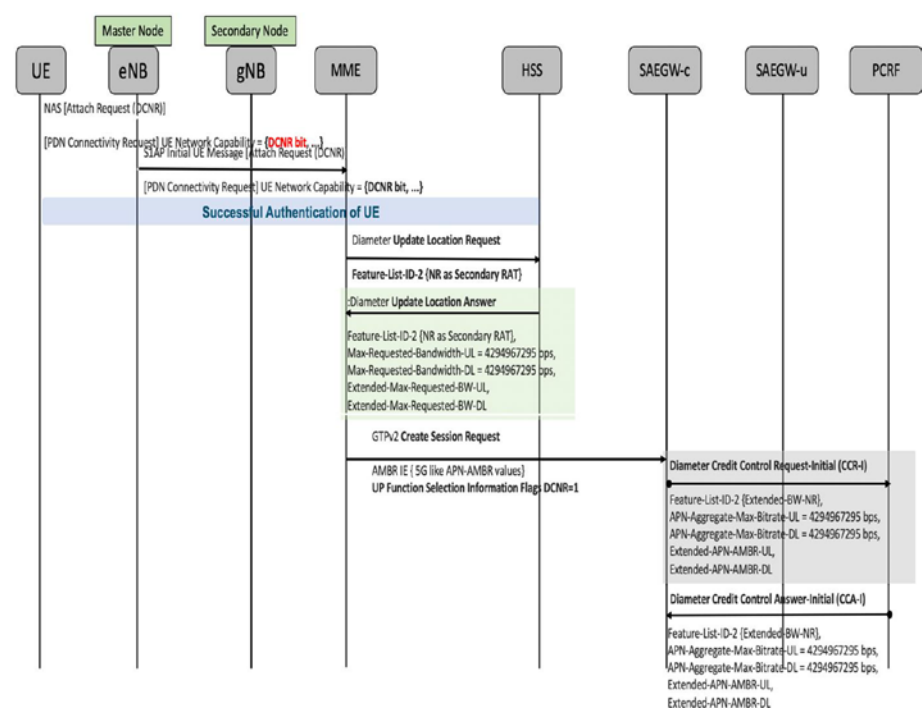 Master Node
Secondary Node
UE
eNB
gNB
MME
HSS
SAEGW-c
SAEGW-u
PCRF
NAS [Attach Request (DCNR)]
[PDN Connectivity Request] UE Network Capability = {DCNR bit, ...}
S1AP Initial UE Message [Attach Request (DCNR)
[PDN Connectivity Request] UE Network Capability = {DCNR bit, ...}
Successful Authentication of UE
Diameter Update Location Request
Feature-List-ID-2 {NR as Secondary RAT}
:Diameter Update Location Answer
Feature-List-ID-2 {NR as Secondary RAT},
Max-Requested-Bandwidth-UL = 4294967295 bps,
Max-Requested-Bandwidth-DL = 4294967295 bps,
Extended-Max-Requested-BW-UL,
Extended-Max-Requested-BW-DL
GTPv2 Create Session Request
AMBR IE { 5G like APN-AMBR values}
UP Function Selection Information Flags DCNR=1
Diameter Credit Control Request-Initial (CCR-I)
Feature-List-ID-2 {Extended-BW-NR},
APN-Aggregate-Max-Bitrate-UL = 4294967295 bps,
APN-Aggregate-Max-Bitrate-DL = 4294967295 bps,
Extended-APN-AMBR-UL,
Extended-APN-AMBR-DL
Diameter Credit Control Answer-Initial (CCA-I)
Feature-List-ID-2 {Extended-BW-NR},
APN-Aggregate-Max-Bitrate-UL = 4294967295 bps,
APN-Aggregate-Max-Bitrate-DL = 4294967295 bps,
Extended-APN-AMBR-UL,
Extended-APN-AMBR-DL